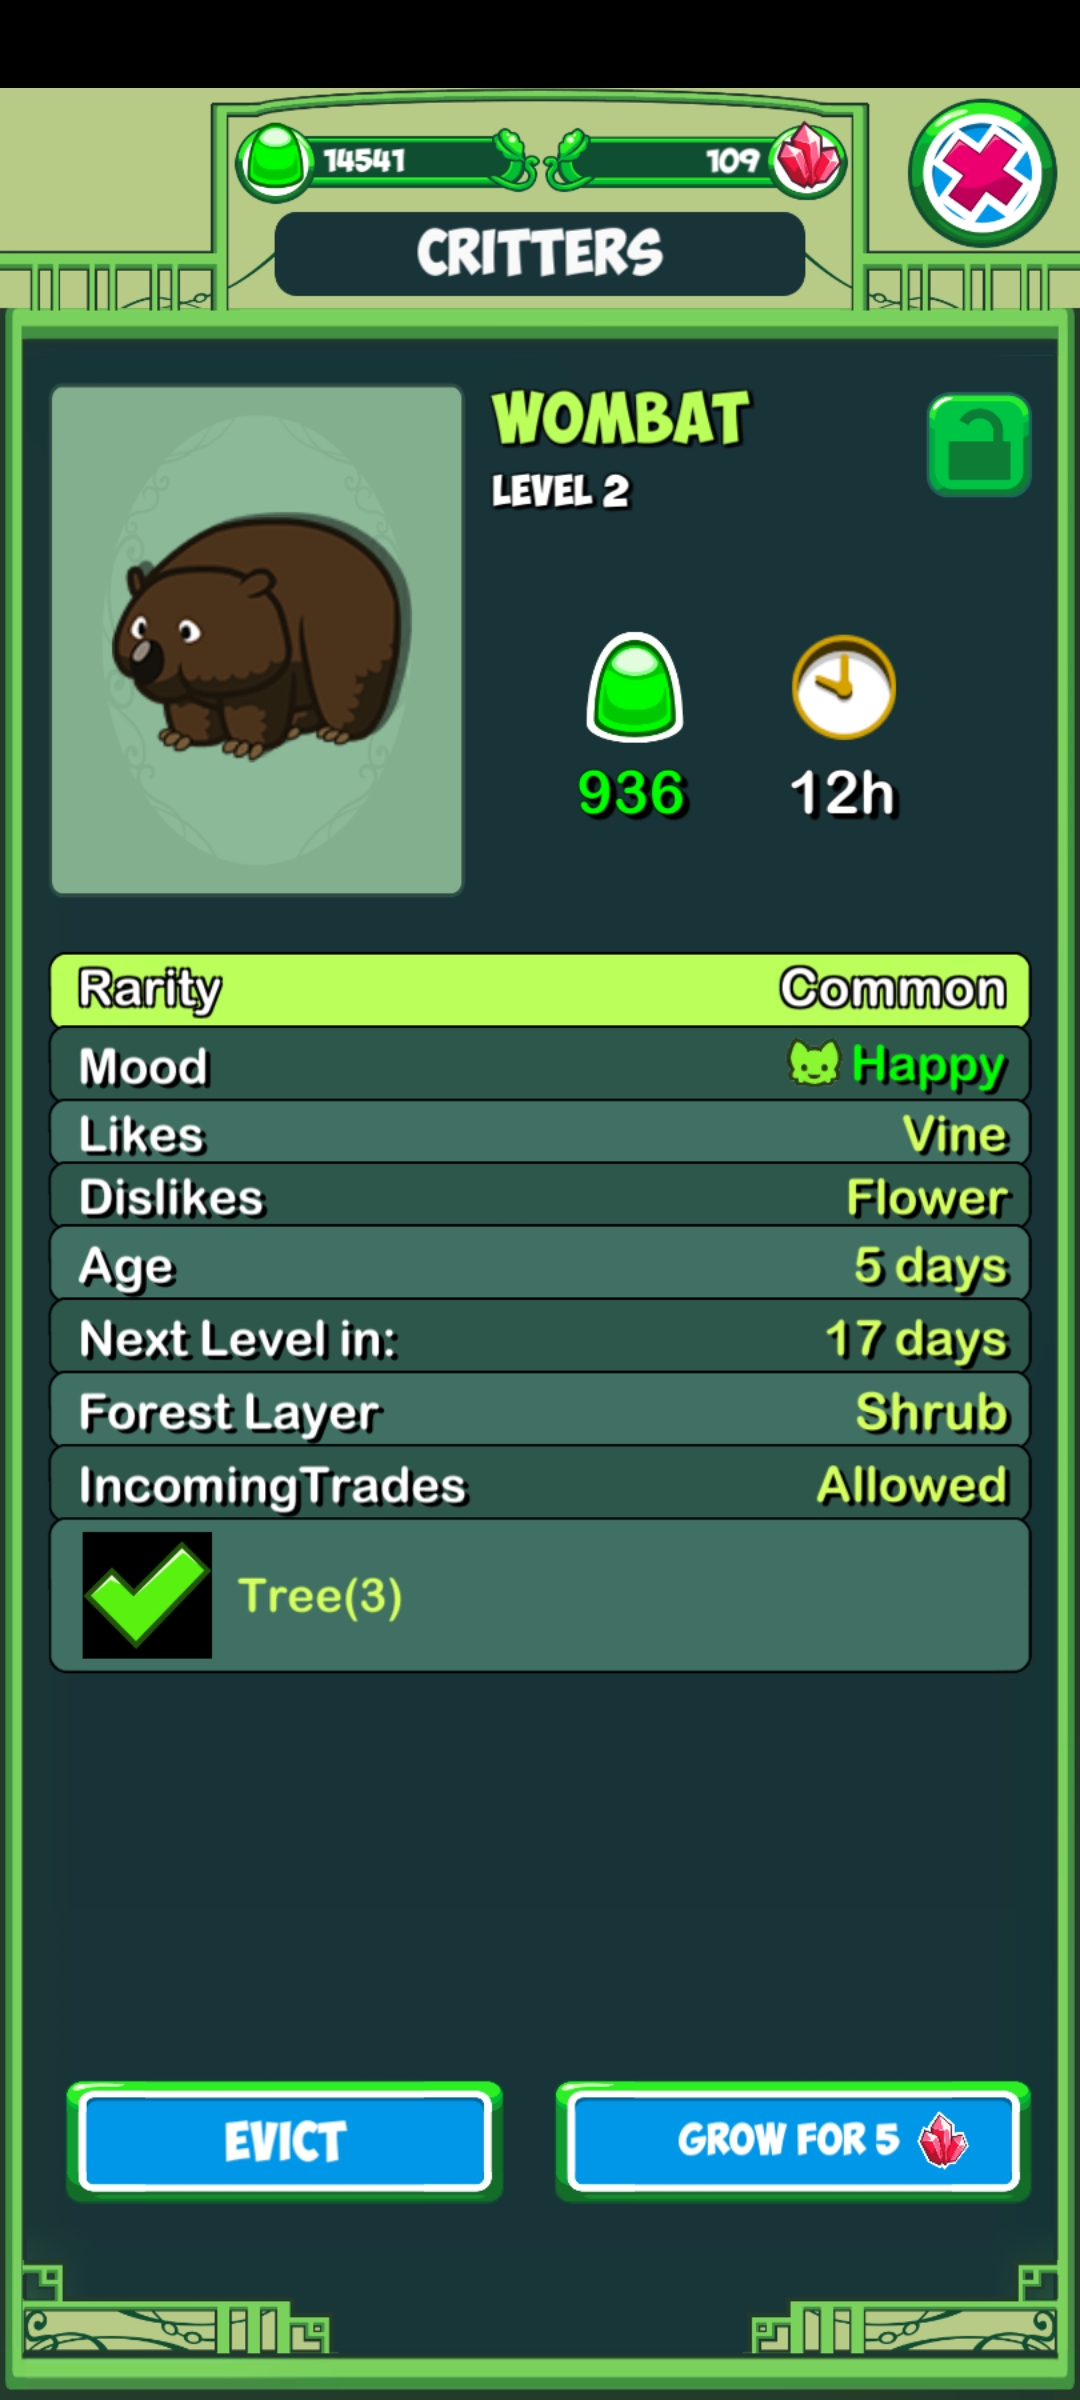 14541 109
CRITTERS
WOMBAT
LEVEL 2
936 12h
Rarity Common
Mood Happy
Likes Vine
Dislikes Flower
Age 5 days
Next Level in: 17 days
Forest Layer Shrub
IncomingTrades Allowed
Tree(3)
EVICT GROW FOR 5